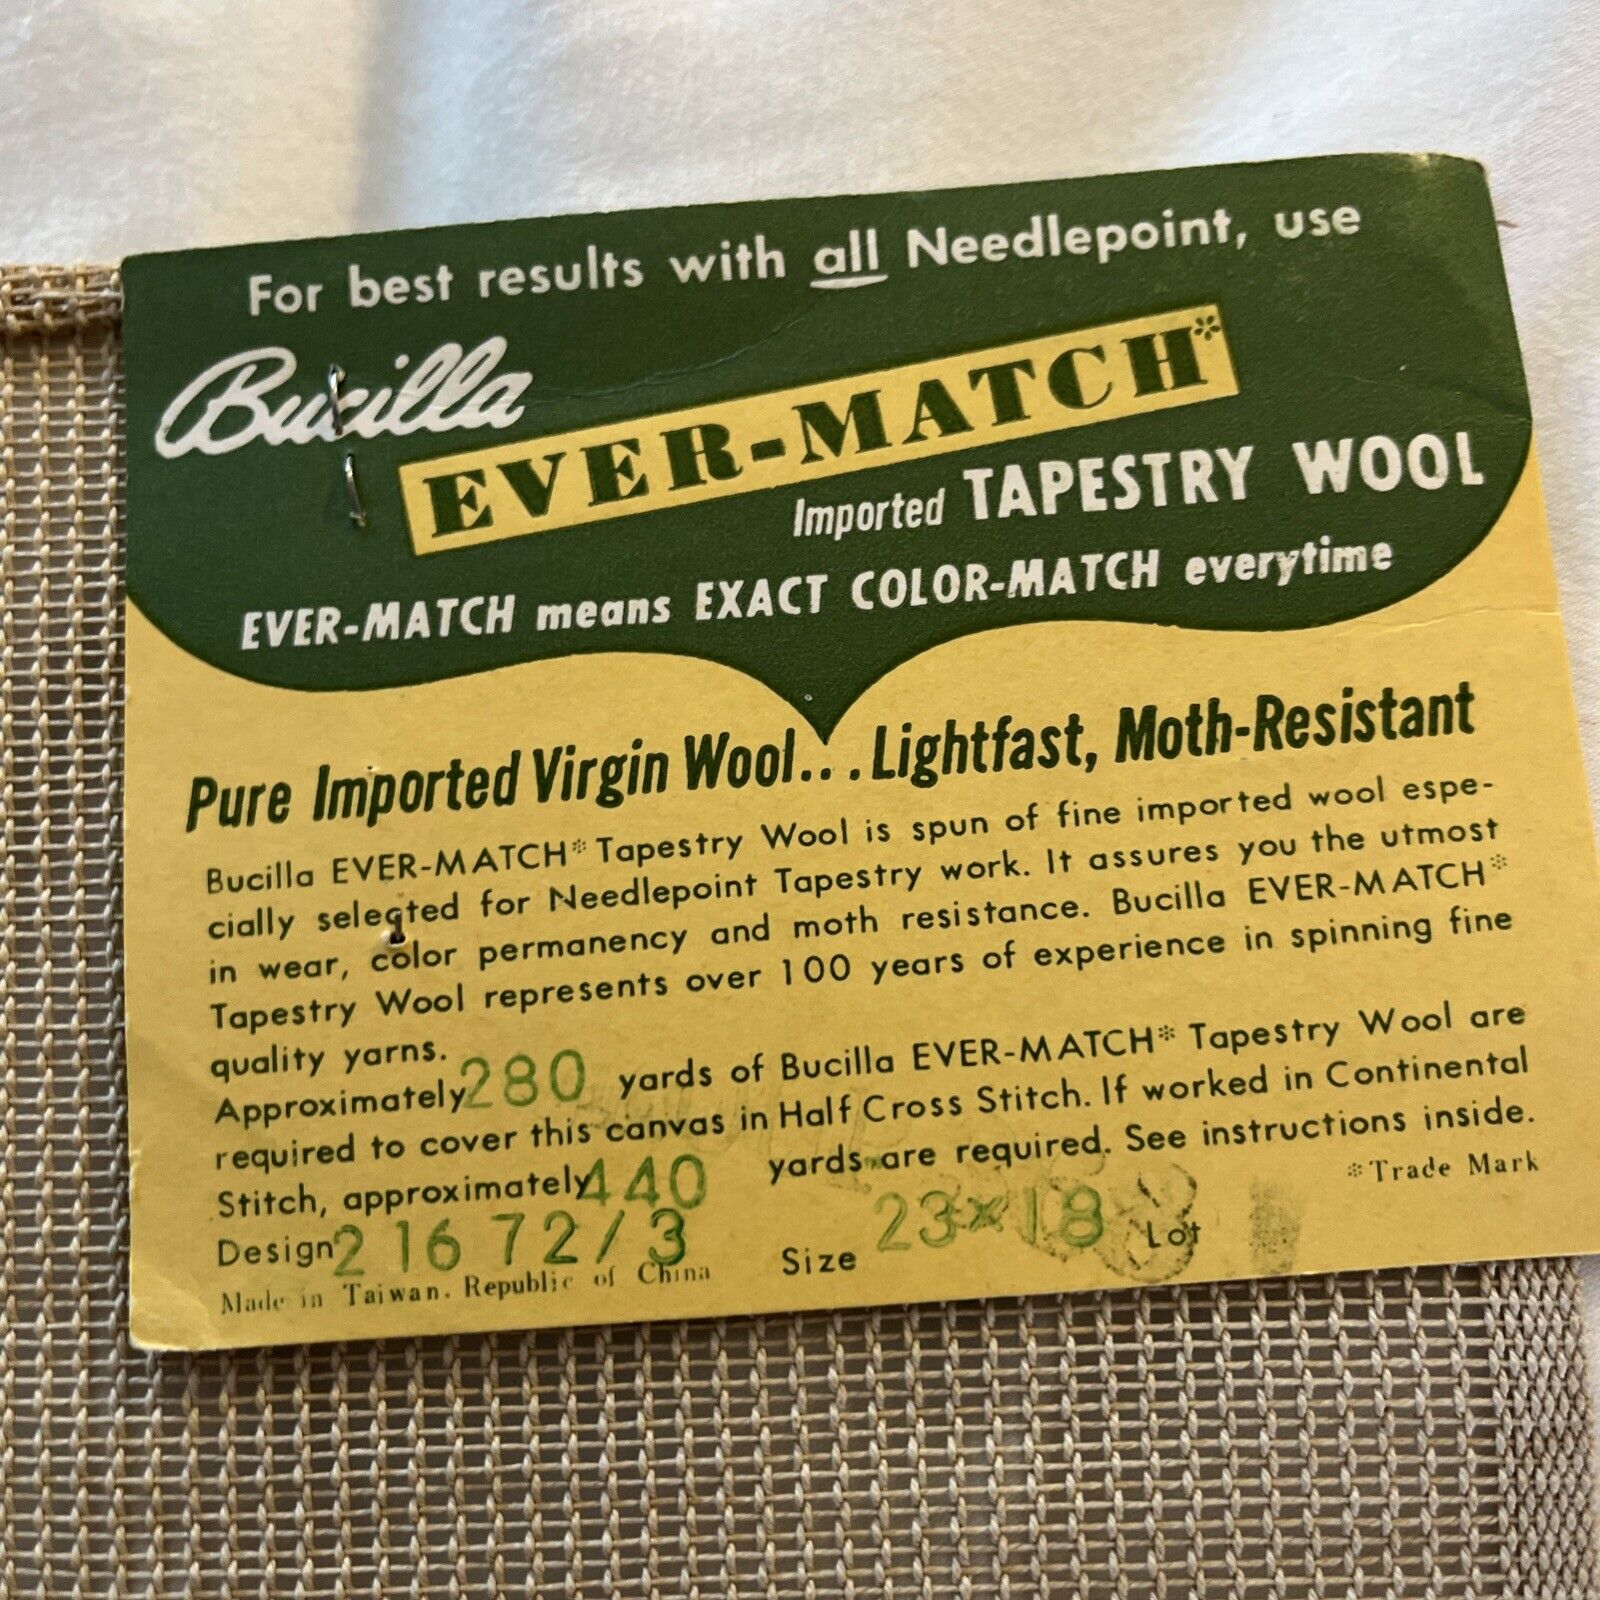 For best results with all Needlepoint, use
Bucilla
EVER-MATCH*
Imported TAPESTRY WOOL
EVER-MATCH means EXACT COLOR-MATCH everytime
Pure Imported Virgin Wool... Lightfast, Moth-Resistant
Bucilla EVER-MATCH* Tapestry Wool is spun of fine imported wool espe-
cially selected for Needlepoint Tapestry work. It assures you the utmost
in wear, color permanency and moth resistance. Bucilla EVER-MATCH*
Tapestry Wool represents over 100 years of experience in spinning fine
quality yarns.
Approximately 280 yards of Bucilla EVER-MATCH* Tapestry Wool are
required to cover this canvas in Half Cross Stitch. If worked in Continental
Stitch, approximately 440 yards are required. See instructions inside.
*Trade Mark
Design 21672/3 Size 23x18 Lot
Made in Taiwan. Republic of China